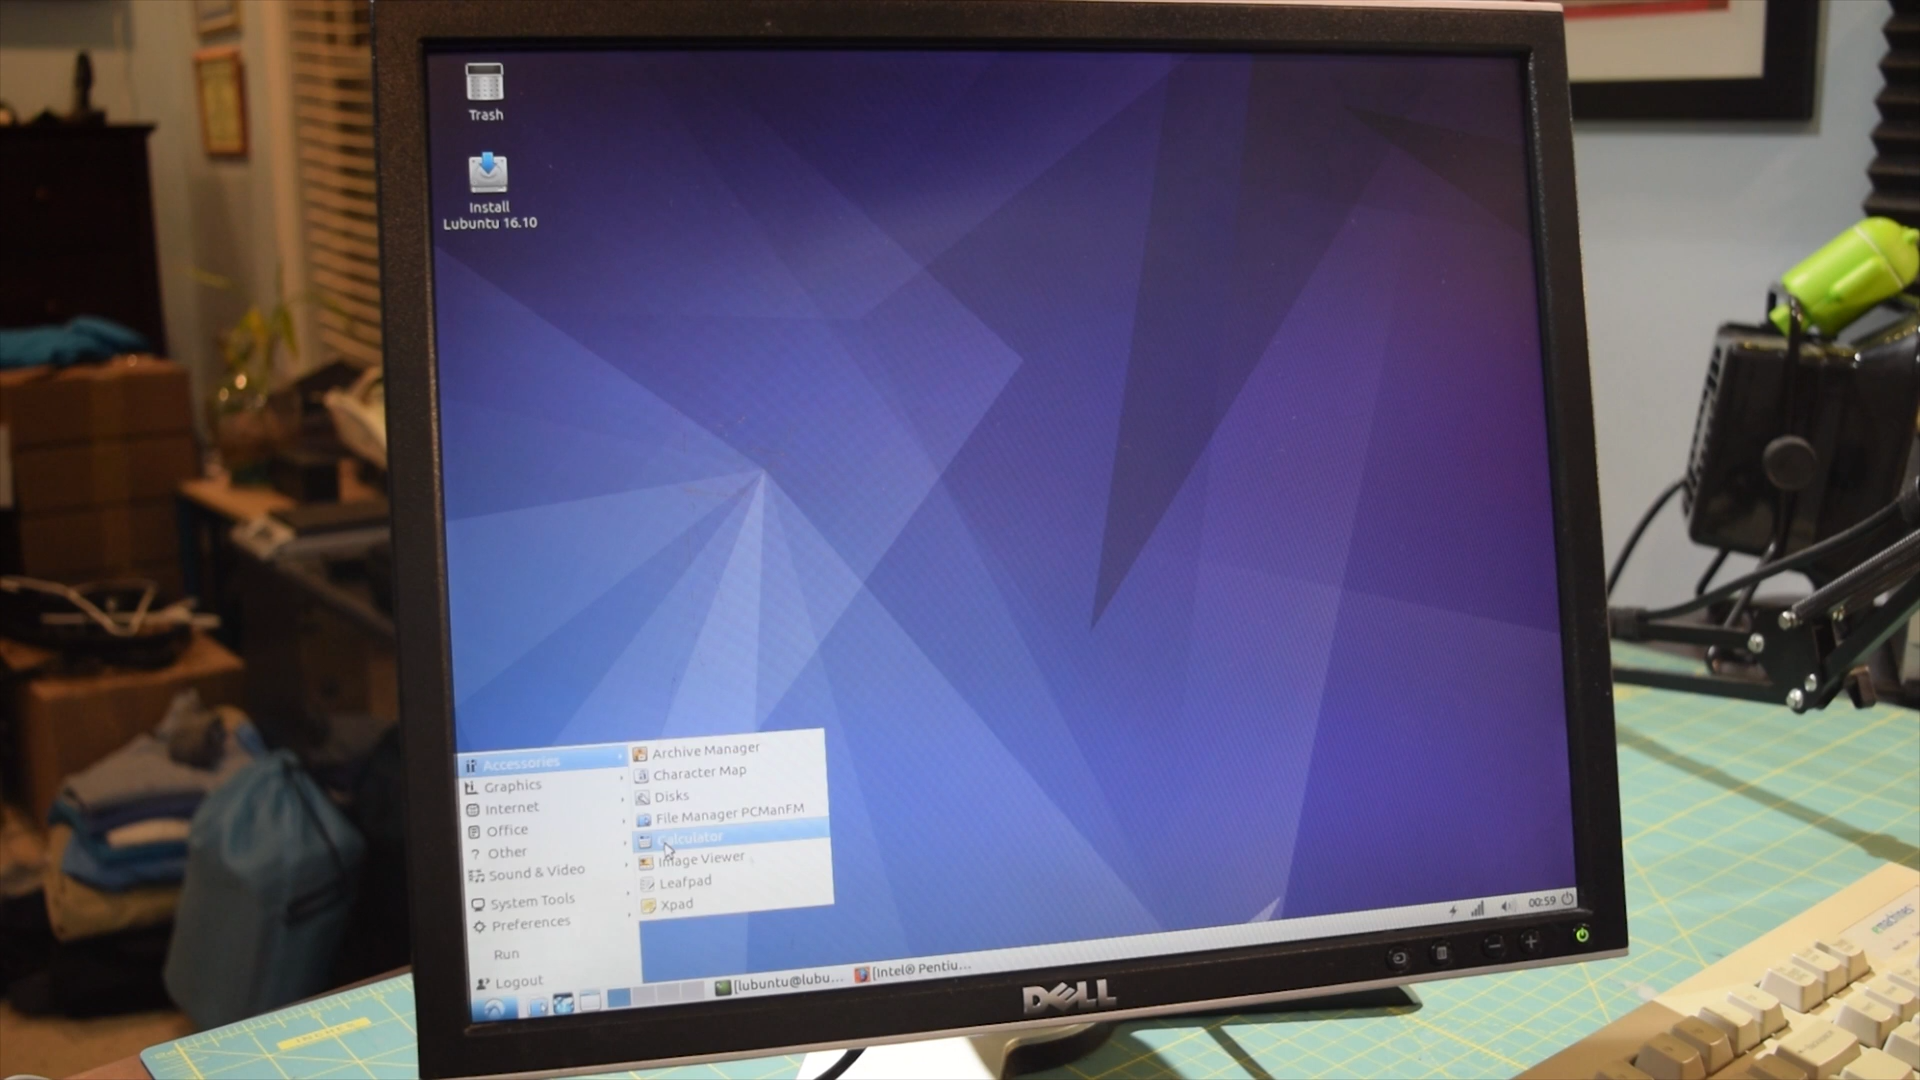 Trash
Install
Lubuntu 16.10
Accessories
Graphics
Internet
Office
Other
Sound & Video
System Tools
Preferences
Run
Logout
Archive Manager
Character Map
Disks
File Manager PCManFM
Calculator
Image Viewer
Leafpad
Xpad
[lubuntu@lubu...
[Intel® Pentiu...
00:59
DELL
emachines